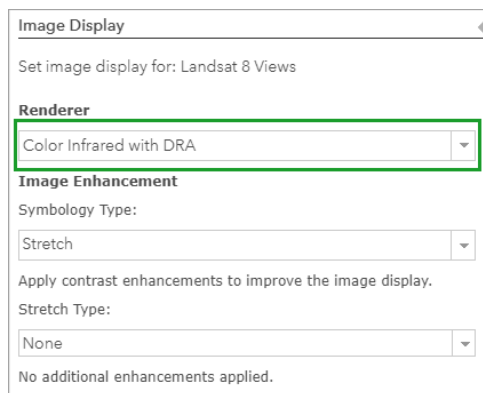 Image Display
Set image display for: Landsat 8 Views
Renderer
Color Infrared with DRA
Image Enhancement
Symbology Type:
Stretch
Apply contrast enhancements to improve the image display.
Stretch Type:
None
No additional enhancements applied.